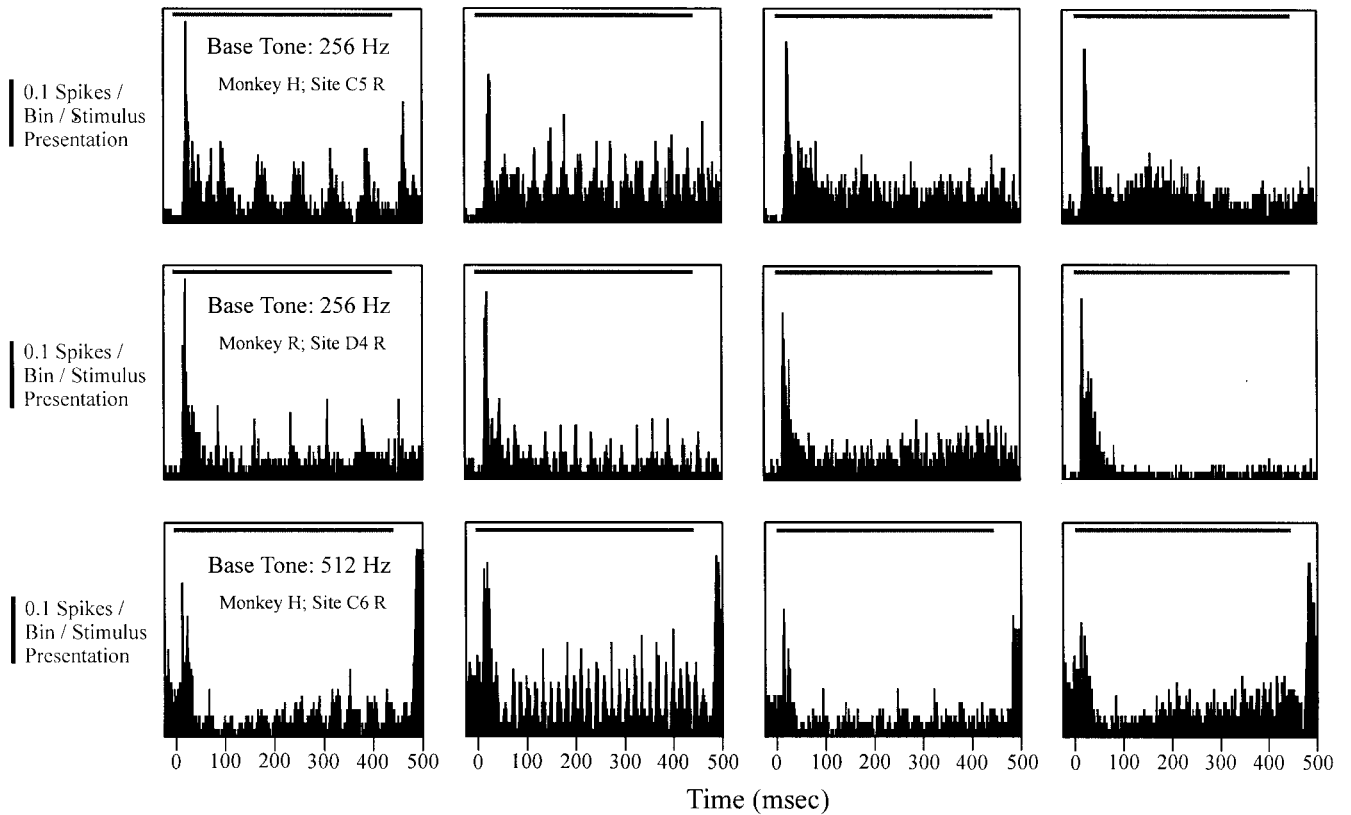 Base Tone: 256 Hz
Monkey H; Site C5 R
0.1 Spikes /
Bin / Stimulus
Presentation
Base Tone: 256 Hz
Monkey R; Site D4 R
0.1 Spikes /
Bin / Stimulus
Presentation
Base Tone: 512 Hz
Monkey H; Site C6 R
0.1 Spikes /
Bin / Stimulus
Presentation
0 100 200 300 400 500
0 100 200 300 400 500
0 100 200 300 400 500
0 100 200 300 400 500
Time (msec)